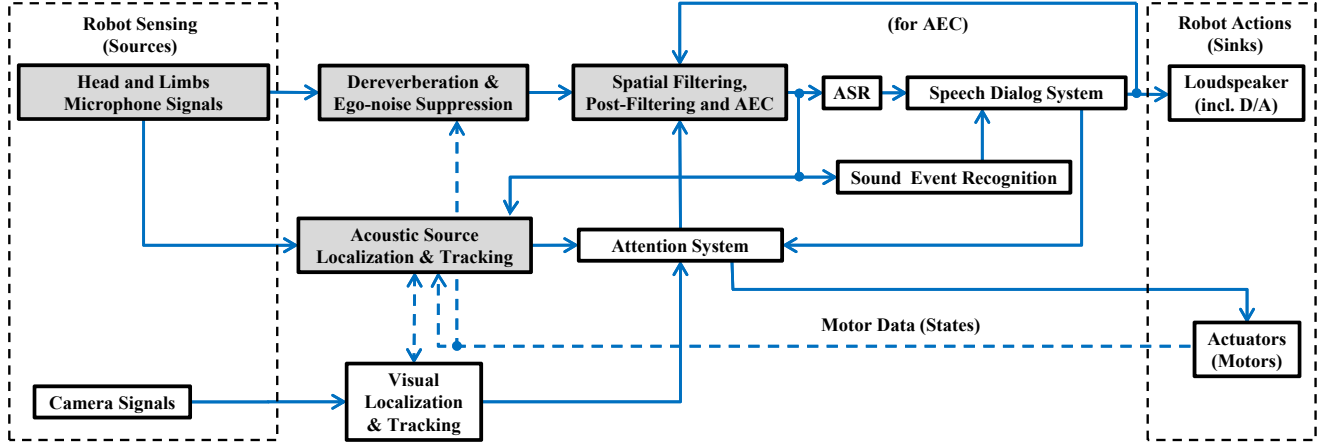 Robot Sensing
(Sources)
Head and Limbs
Microphone Signals
Dereverberation &
Ego-noise Suppression
Spatial Filtering,
Post-Filtering and AEC
(for AEC)
ASR
Speech Dialog System
Robot Actions
(Sinks)
Loudspeaker
(incl. D/A)
Sound Event Recognition
Acoustic Source
Localization & Tracking
Attention System
Motor Data (States)
Actuators
(Motors)
Camera Signals
Visual
Localization
& Tracking